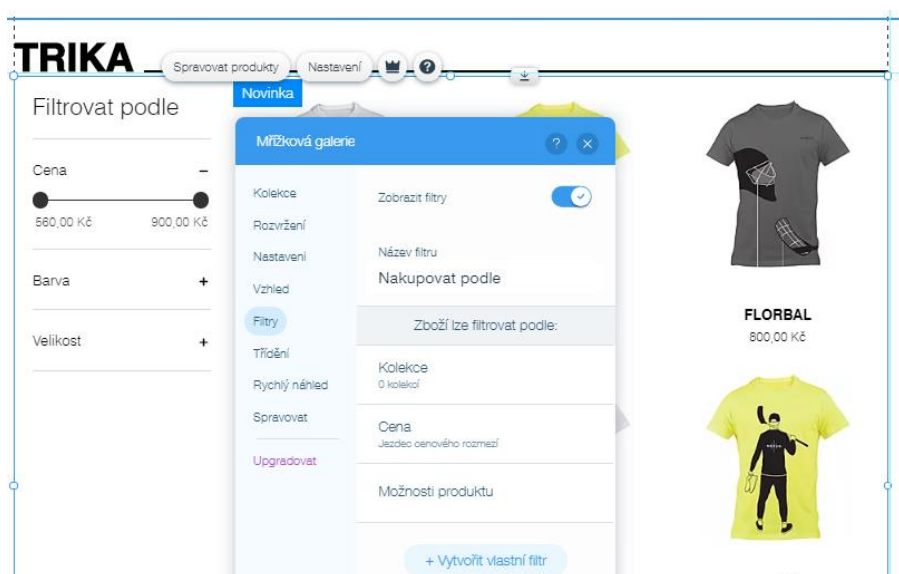 TRIKA
Spravovat produkty
Nastavení
?
Novinka
Filtrovat podle
Cena
−
560,00 Kč
900,00 Kč
Barva
+
Velikost
+
Mřížková galerie
?
Kolekce
Rozvržení
Nastavení
Vzhled
Filtry
Třídění
Rychlý náhled
Spravovat
Upgradovat
Zobrazit filtry
Název filtru
Nakupovat podle
Zboží lze filtrovat podle:
Kolekce
0 kolekcí
Cena
Jezdec cenového rozmezí
Možnosti produktu
+ Vytvořit vlastní filtr
FLORBAL
800,00 Kč